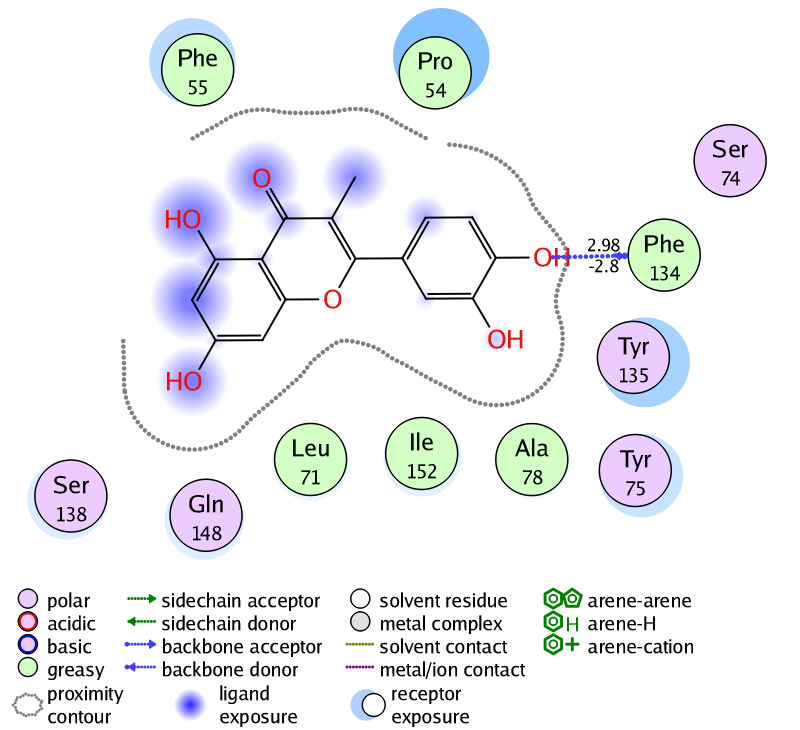 Phe
55
Pro
54
Ser
74
O
HO
OH
2.98
-2.8
Phe
134
O
OH
HO
Tyr
135
Leu
71
Ile
152
Ala
78
Tyr
75
Ser
138
Gln
148
polar
sidechain acceptor
solvent residue
arene-arene
acidic
sidechain donor
metal complex
H
arene-H
basic
backbone acceptor
solvent contact
+
arene-cation
greasy
backbone donor
metal/ion contact
proximity
contour
ligand
exposure
receptor
exposure